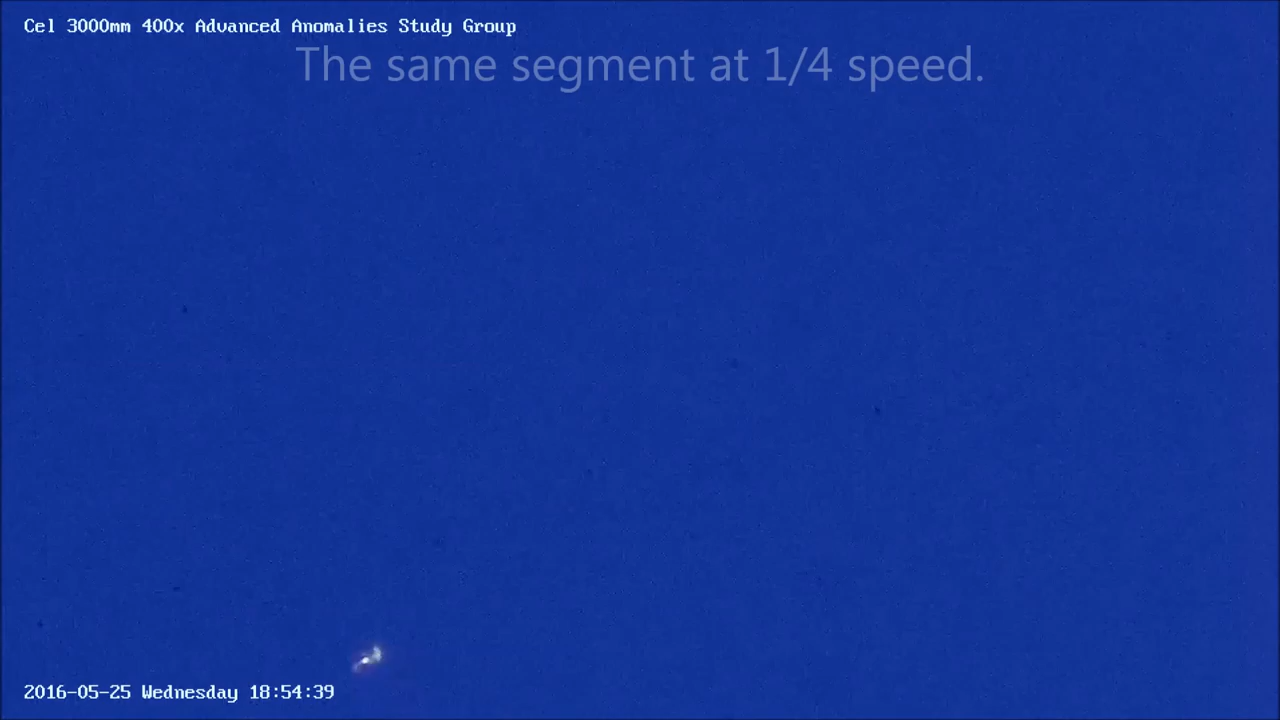 Cel 3000mm 400x Advanced Anomalies Study Group
The same segment at 1/4 speed.
2016-05-25 Wednesday 18:54:39